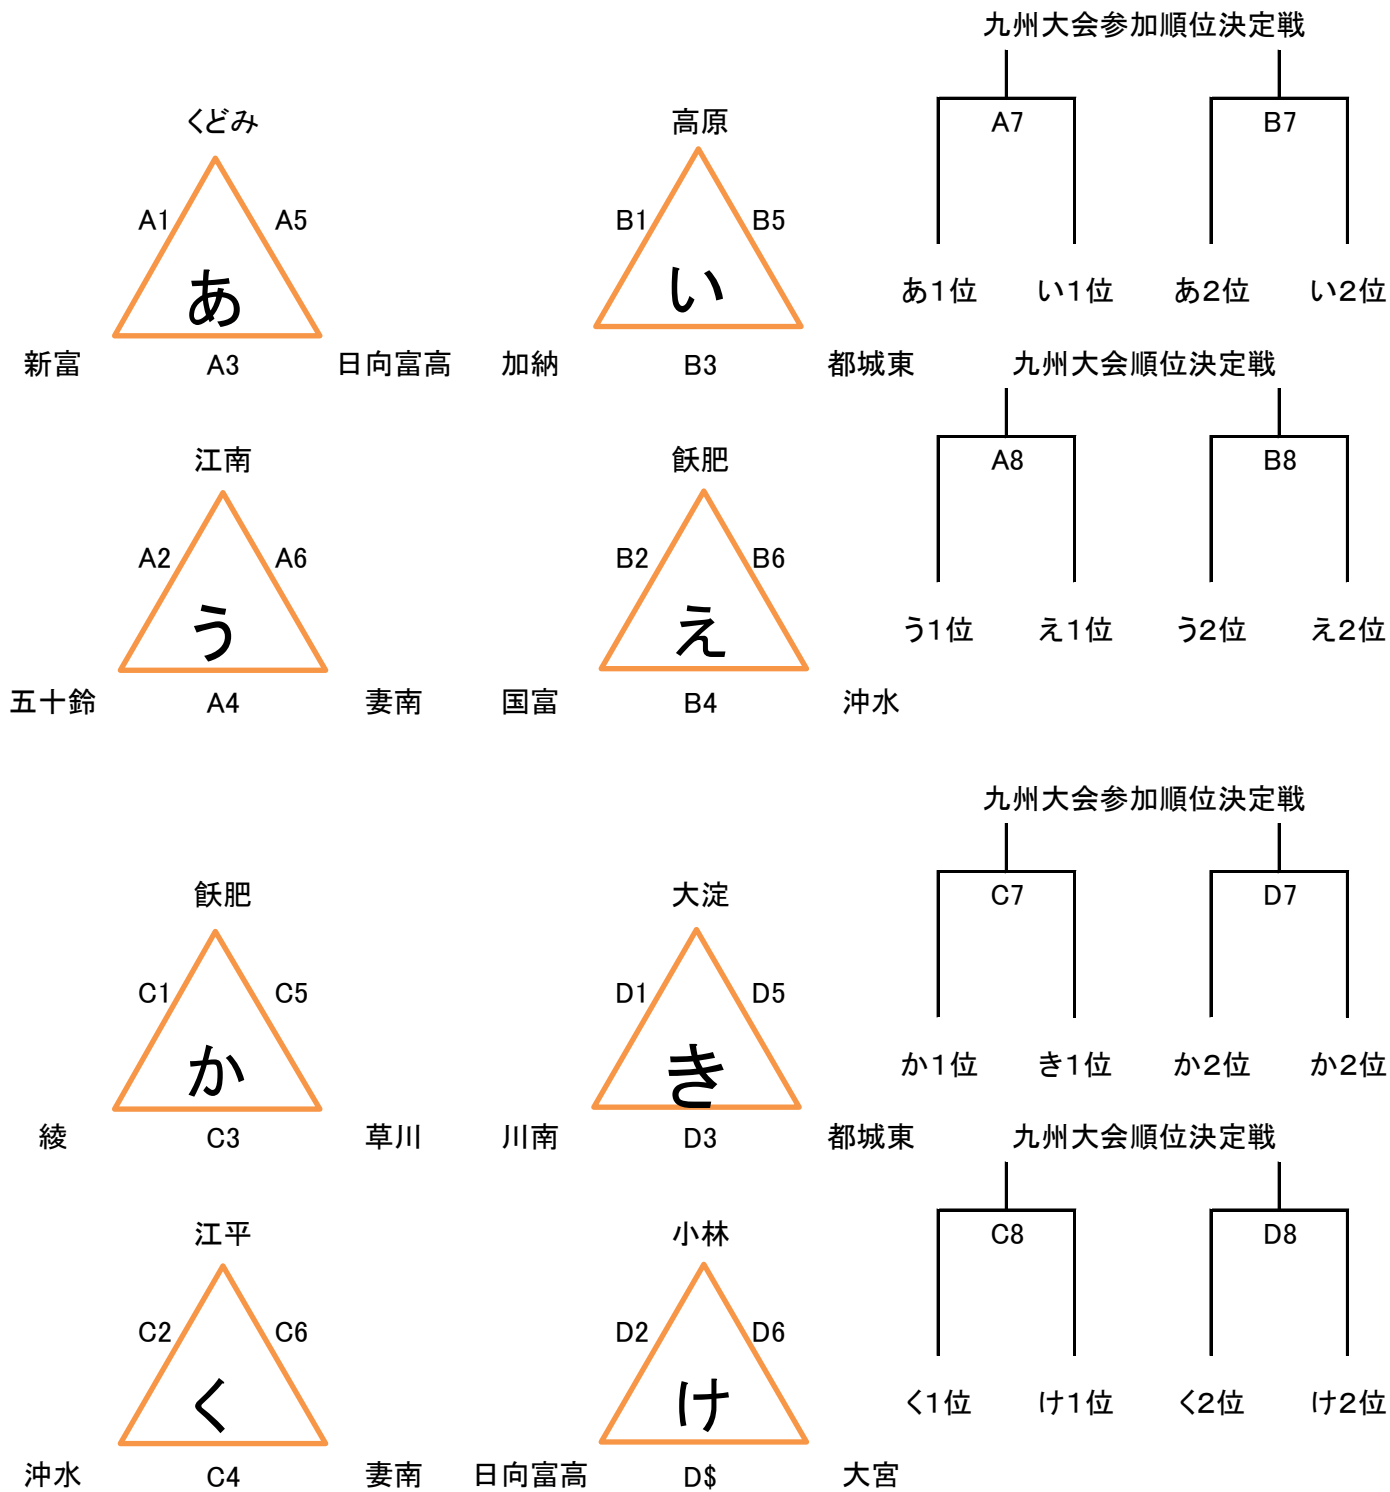 九州大会参加順位決定戦
くどみ 高原 A7 B7
A1 A5 B1 B5
あ い
あ1位 い1位 あ2位 い2位
新富 A3 日向富高 加納 B3 都城東 九州大会順位決定戦
江南 飫肥 A8 B8
A2 A6 B2 B6
う え
う1位 え1位 う2位 え2位
五十鈴 A4 妻南 国富 B4 沖水
九州大会参加順位決定戦
飫肥 大淀 C7 D7
C1 C5 D1 D5
か き
か1位 き1位 か2位 か2位
綾 C3 草川 川南 D3 都城東 九州大会順位決定戦
江平 小林 C8 D8
C2 C6 D2 D6
く け
く1位 け1位 く2位 け2位
沖水 C4 妻南 日向富高 D$ 大宮